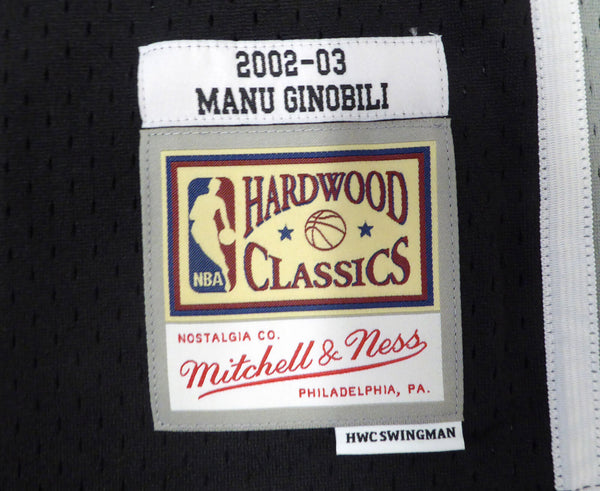 2002-03
MANU GINOBILI
HARDWOOD
NBA
CLASSICS
NOSTALGIA CO.
Mitchell & Ness
PHILADELPHIA, PA.
HWC SWINGMAN